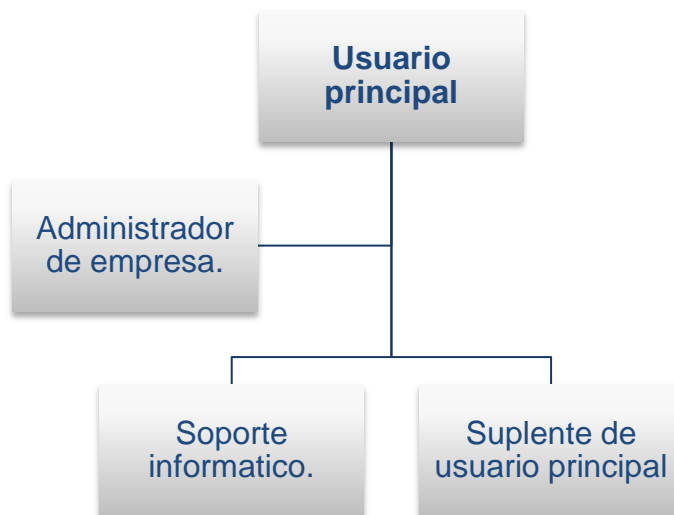 Usuario
principal
Administrador
de empresa.
Soporte
informatico.
Suplente de
usuario principal